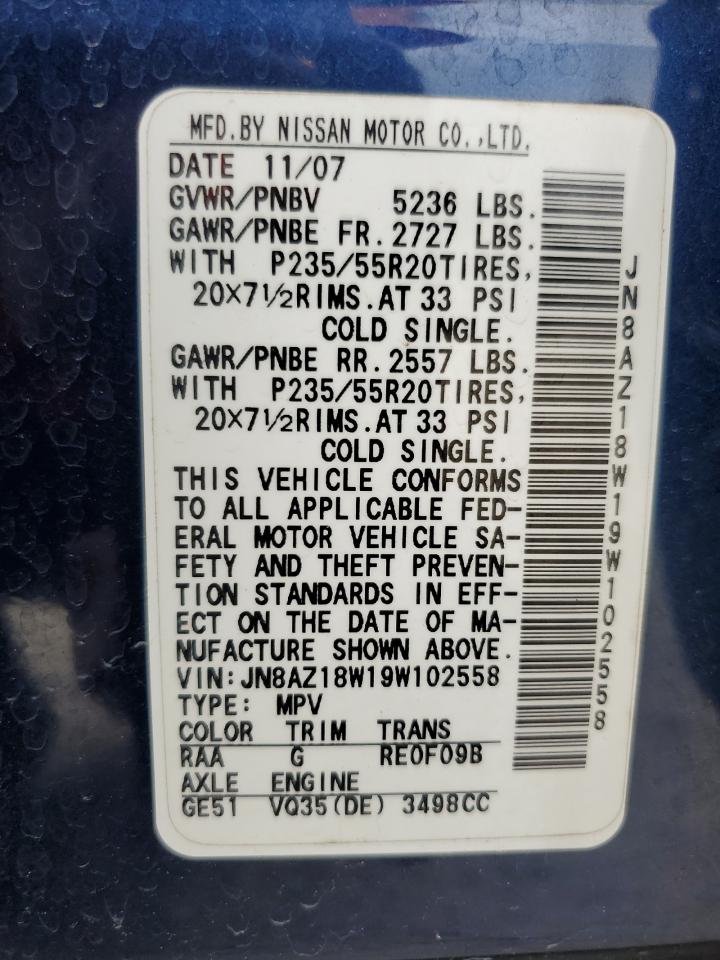 MFD.BY NISSAN MOTOR CO.,LTD.
DATE 11/07
GVWR/PNBV 5236 LBS.
GAWR/PNBE FR.2727 LBS.
WITH P235/55R20TIRES,
20X7½RIMS.AT 33 PSI
COLD SINGLE.
GAWR/PNBE RR.2557 LBS.
WITH P235/55R20TIRES,
20X7½RIMS.AT 33 PSI
COLD SINGLE.
THIS VEHICLE CONFORMS
TO ALL APPLICABLE FED-
ERAL MOTOR VEHICLE SA-
FETY AND THEFT PREVEN-
TION STANDARDS IN EFF-
ECT ON THE DATE OF MA-
NUFACTURE SHOWN ABOVE.
VIN:JN8AZ18W19W102558
TYPE: MPV
COLOR TRIM TRANS
RAA G RE0F09B
AXLE ENGINE
GE51 VQ35(DE) 3498CC
JN8AZ18W19W102558